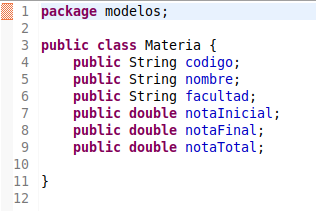 1 package modelos;
2
3 public class Materia {
4     public String codigo;
5     public String nombre;
6     public String facultad;
7     public double notaInicial;
8     public double notaFinal;
9     public double notaTotal;
10
11 }
12